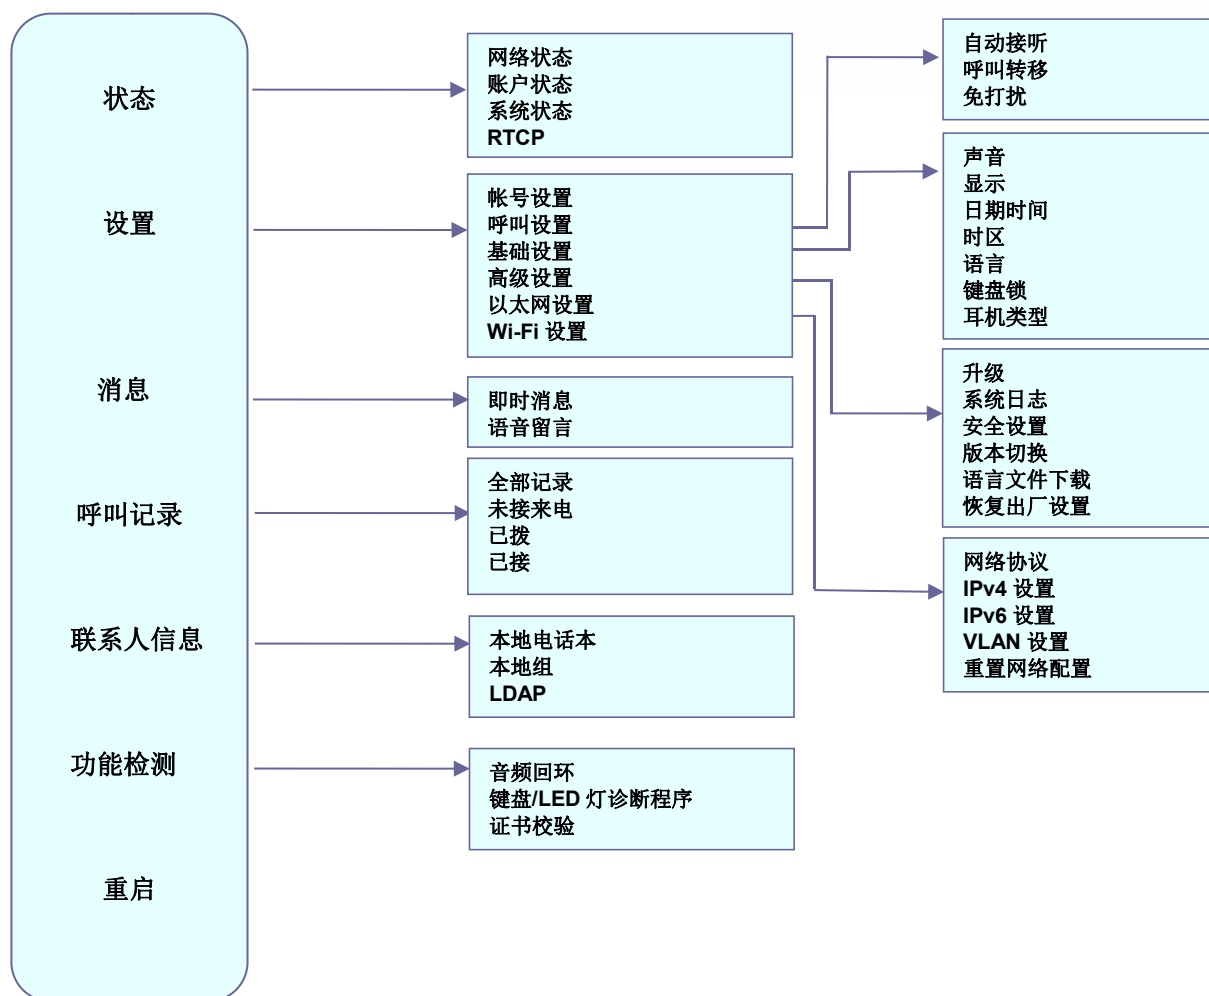 状态
设置
消息
呼叫记录
联系人信息
功能检测
重启
网络状态
账户状态
系统状态
RTCP
帐号设置
呼叫设置
基础设置
高级设置
以太网设置
Wi-Fi 设置
即时消息
语音留言
全部记录
未接来电
已拨
已接
本地电话本
本地组
LDAP
音频回环
键盘/LED 灯诊断程序
证书校验
自动接听
呼叫转移
免打扰
声音
显示
日期时间
时区
语言
键盘锁
耳机类型
升级
系统日志
安全设置
版本切换
语言文件下载
恢复出厂设置
网络协议
IPv4 设置
IPv6 设置
VLAN 设置
重置网络配置